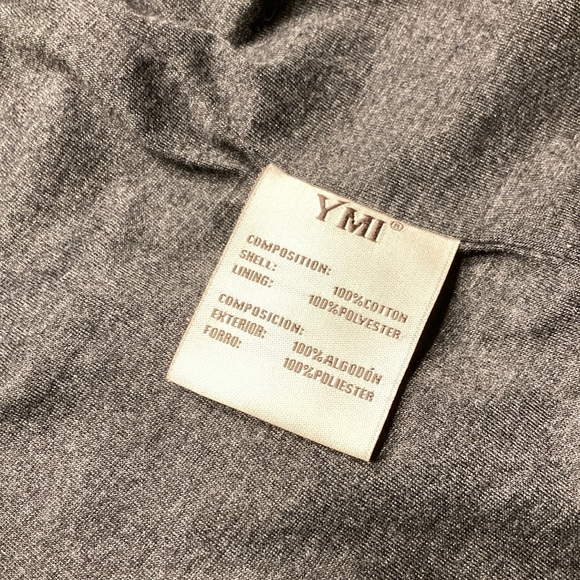 YMI®
COMPOSITION:
SHELL: 100%COTTON
LINING: 100%POLYESTER
COMPOSICION:
EXTERIOR: 100%ALGODÓN
FORRO: 100%POLIESTER